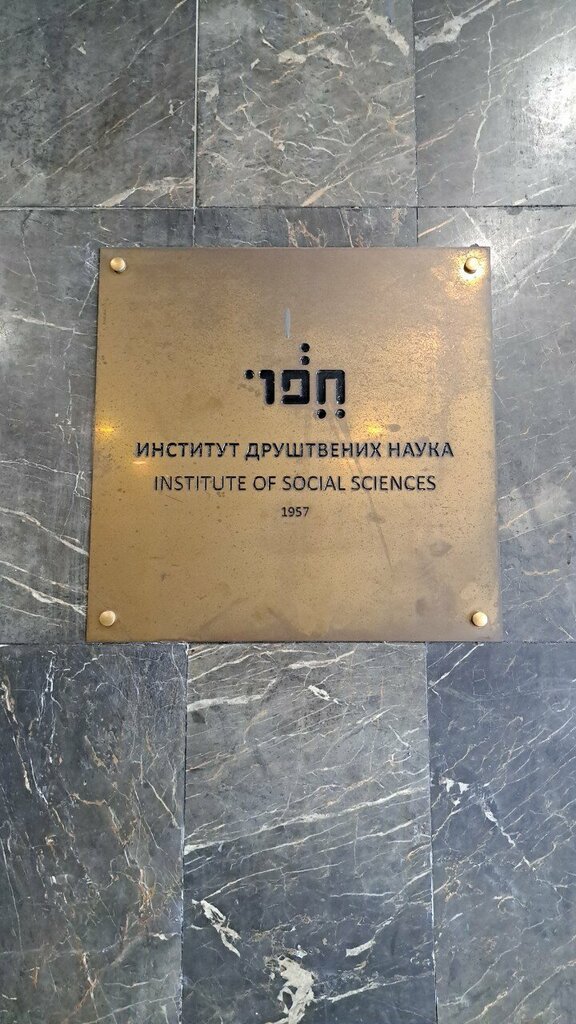 ИНСТИТУТ ДРУШТВЕНИХ НАУКА
INSTITUTE OF SOCIAL SCIENCES
1957